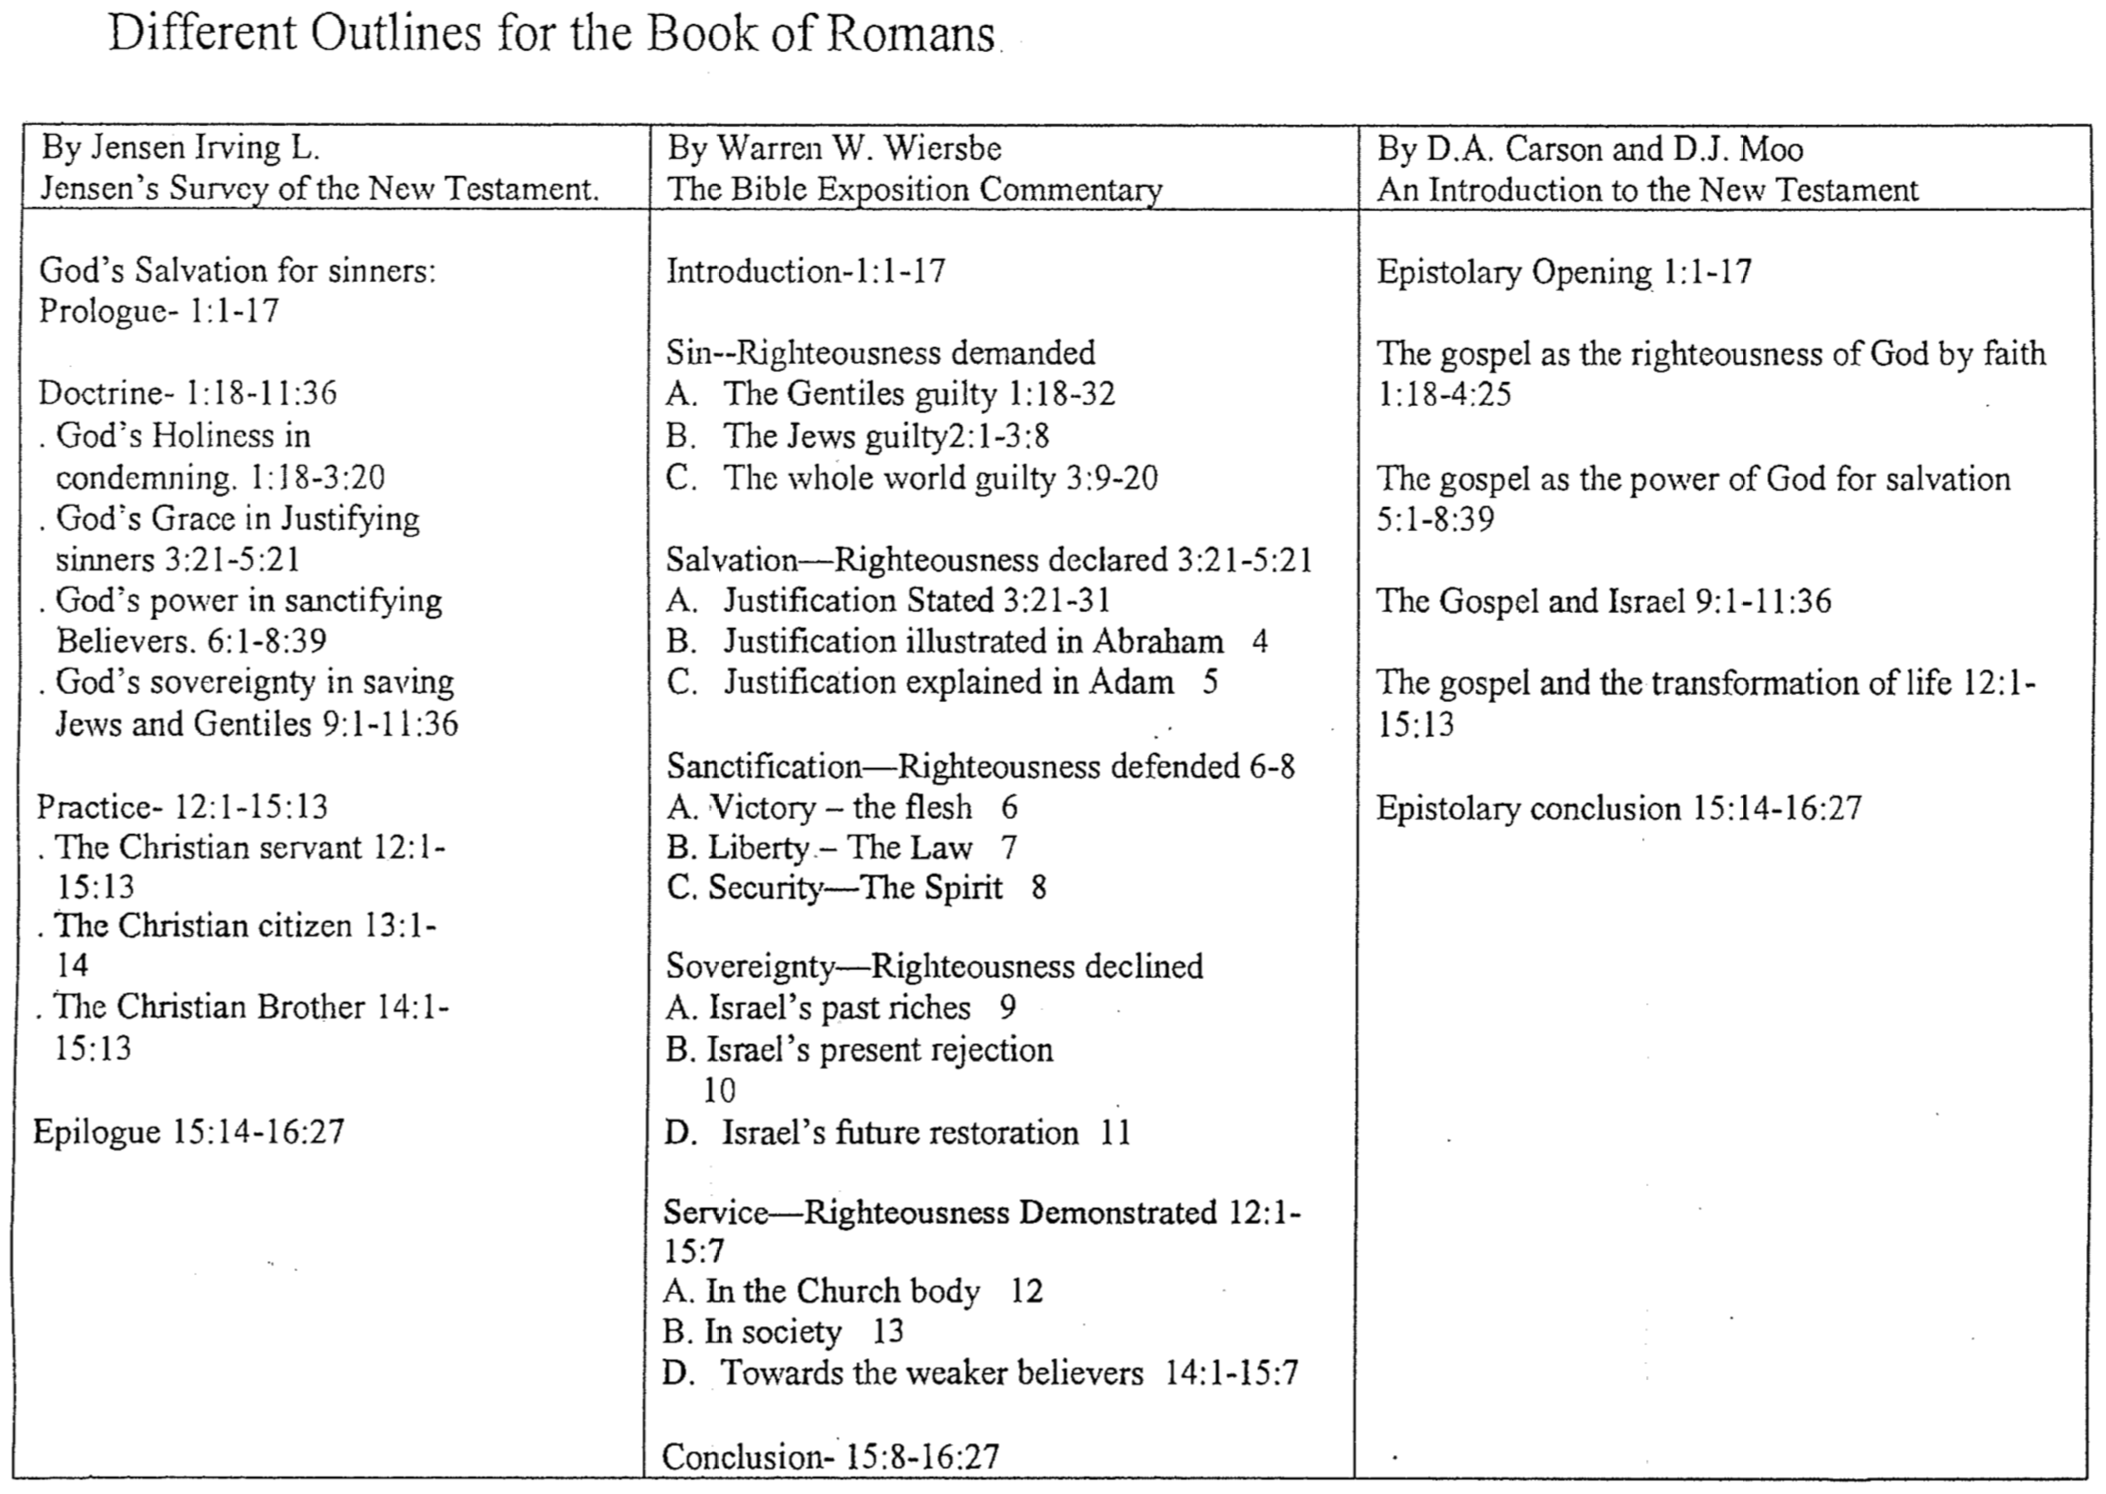 Different Outlines for the Book of Romans
By Jensen Irving L.
Jensen's Survey of the New Testament.
God's Salvation for sinners:
Prologue- 1:1-17
Doctrine- 1:18-11:36
. God's Holiness in
condemning. 1:18-3:20
. God's Grace in Justifying
sinners 3:21-5:21
. God's power in sanctifying
Believers. 6:1-8:39
. God's sovereignty in saving
Jews and Gentiles 9:1-11:36
Practice- 12:1-15:13
. The Christian servant 12:1-
15:13
. The Christian citizen 13:1-
14
. The Christian Brother 14:1-
15:13
Epilogue 15:14-16:27
By Warren W. Wiersbe
The Bible Exposition Commentary
Introduction-1:1-17
Sin--Righteousness demanded
A. The Gentiles guilty 1:18-32
B. The Jews guilty2:1-3:8
C. The whole world guilty 3:9-20
Salvation—Righteousness declared 3:21-5:21
A. Justification Stated 3:21-31
B. Justification illustrated in Abraham 4
C. Justification explained in Adam 5
Sanctification—Righteousness defended 6-8
A. Victory – the flesh 6
B. Liberty – The Law 7
C. Security—The Spirit 8
Sovereignty—Righteousness declined
A. Israel's past riches 9
B. Israel's present rejection
10
D. Israel's future restoration 11
Service—Righteousness Demonstrated 12:1-
15:7
A. In the Church body 12
B. In society 13
D. Towards the weaker believers 14:1-15:7
Conclusion- 15:8-16:27
By D.A. Carson and D.J. Moo
An Introduction to the New Testament
Epistolary Opening 1:1-17
The gospel as the righteousness of God by faith
1:18-4:25
The gospel as the power of God for salvation
5:1-8:39
The Gospel and Israel 9:1-11:36
The gospel and the transformation of life 12:1-
15:13
Epistolary conclusion 15:14-16:27